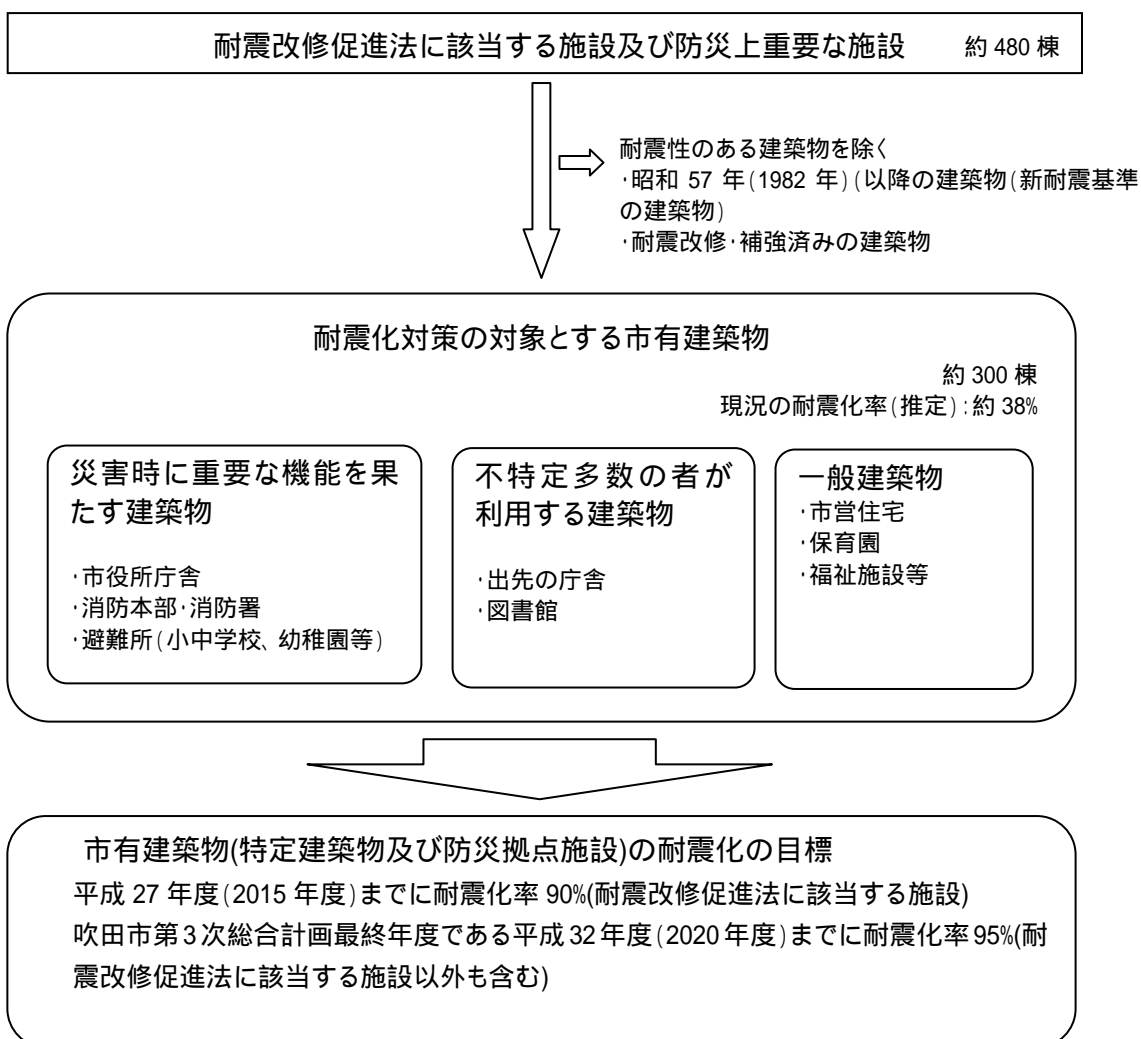 耐震改修促進法に該当する施設及び防災上重要な施設 約 480 棟
耐震性のある建築物を除く
・昭和 57 年(1982 年)(以降の建築物(新耐震基準
の建築物)
・耐震改修・補強済みの建築物
耐震化対策の対象とする市有建築物
約 300 棟
現況の耐震化率(推定):約 38%
災害時に重要な機能を果
たす建築物
・市役所庁舎
・消防本部・消防署
・避難所(小中学校、幼稚園等)
不特定多数の者が
利用する建築物
・出先の庁舎
・図書館
一般建築物
・市営住宅
・保育園
・福祉施設等
市有建築物(特定建築物及び防災拠点施設)の耐震化の目標
平成 27 年度(2015 年度)までに耐震化率 90%(耐震改修促進法に該当する施設)
吹田市第3次総合計画最終年度である平成32年度(2020年度)までに耐震化率95%(耐
震改修促進法に該当する施設以外も含む)